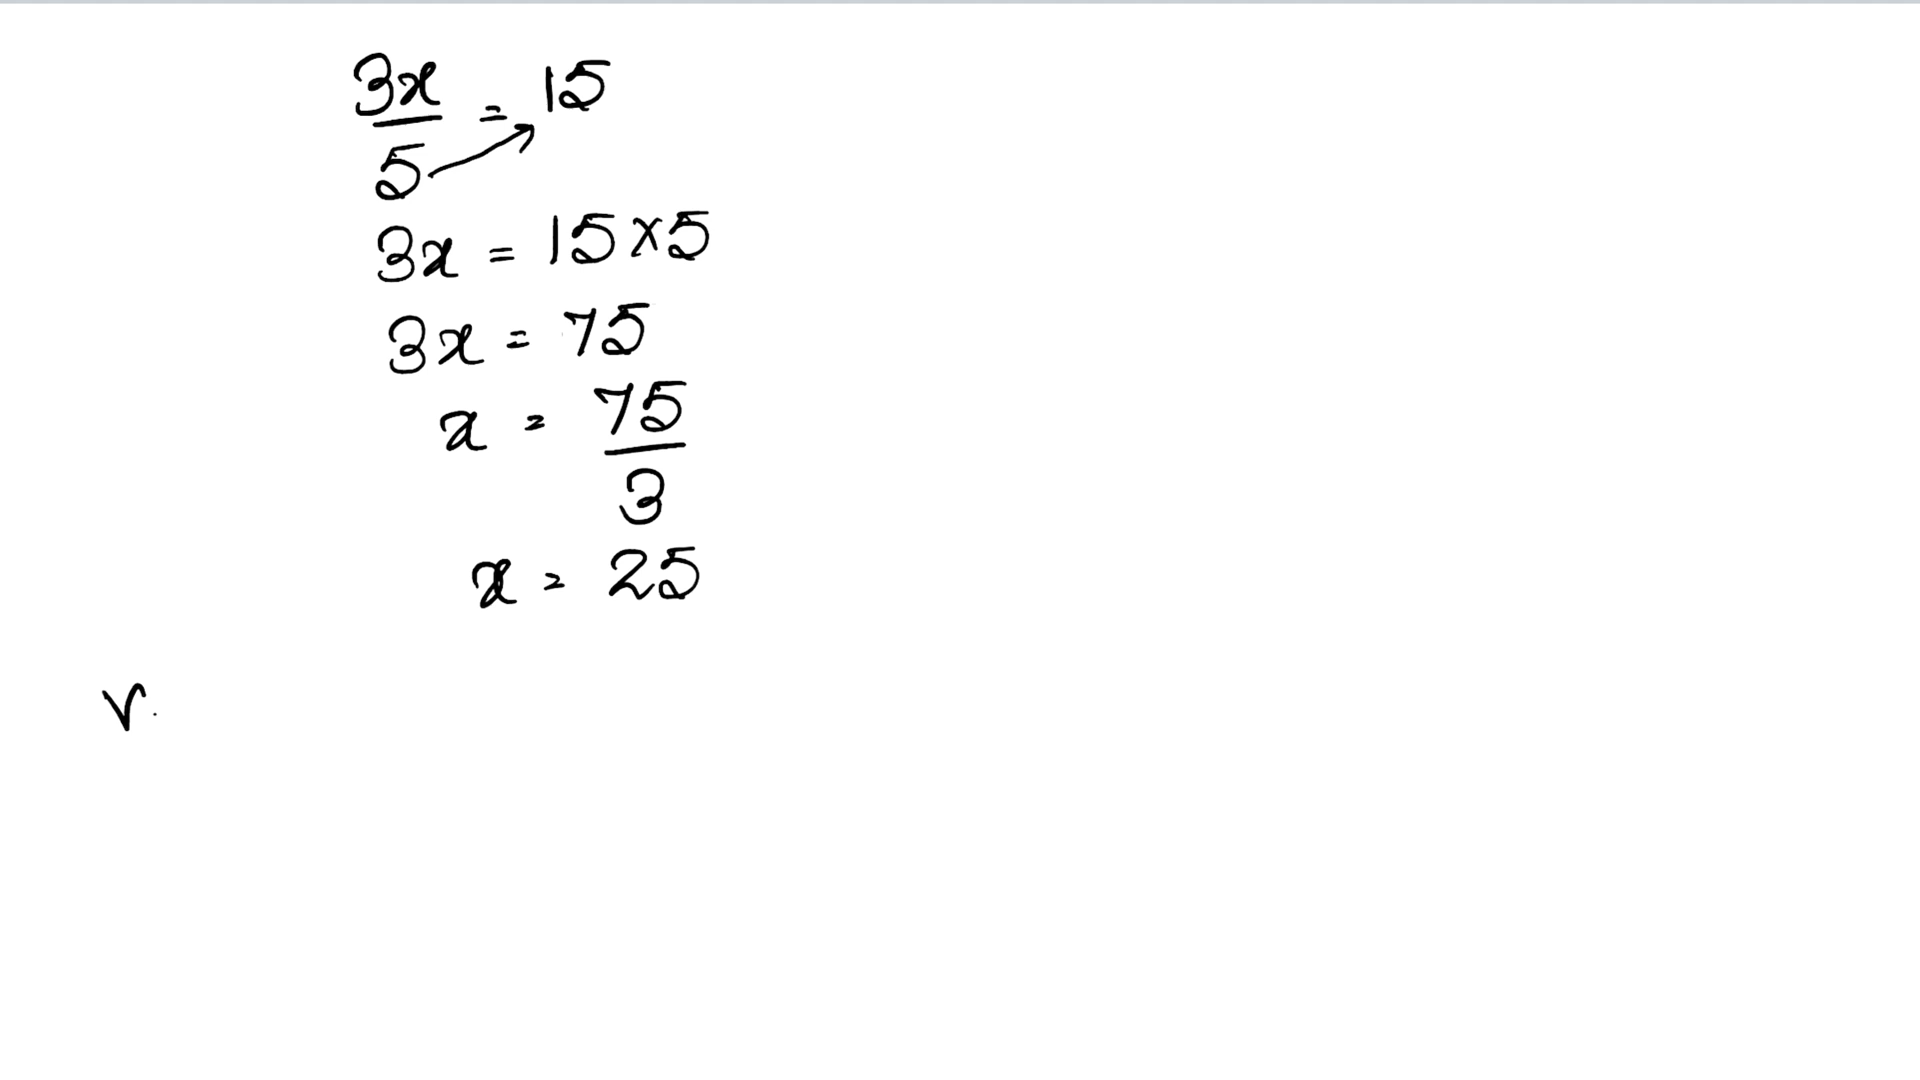 3x/5 = 15
3x = 15×5
3x = 75
x = 75/3
x = 25
V.